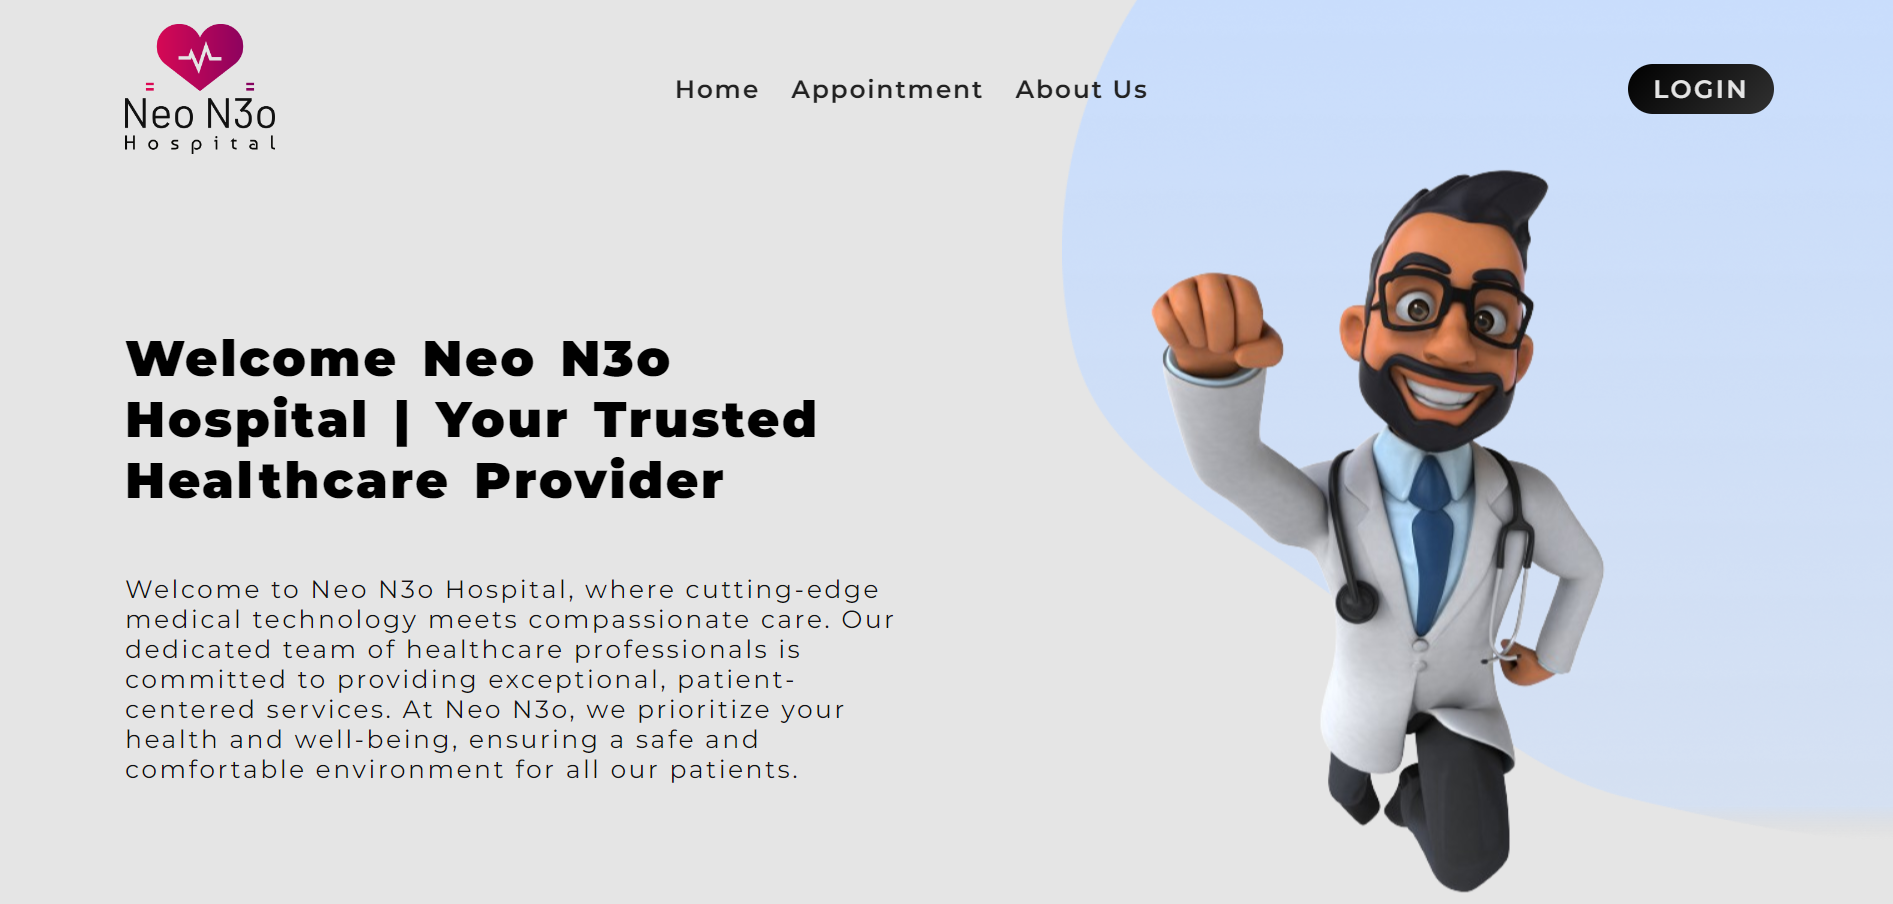 Neo N3o
Hospital
Home Appointment About Us
LOGIN
Welcome Neo N3o
Hospital | Your Trusted
Healthcare Provider
Welcome to Neo N3o Hospital, where cutting-edge
medical technology meets compassionate care. Our
dedicated team of healthcare professionals is
committed to providing exceptional, patient-
centered services. At Neo N3o, we prioritize your
health and well-being, ensuring a safe and
comfortable environment for all our patients.